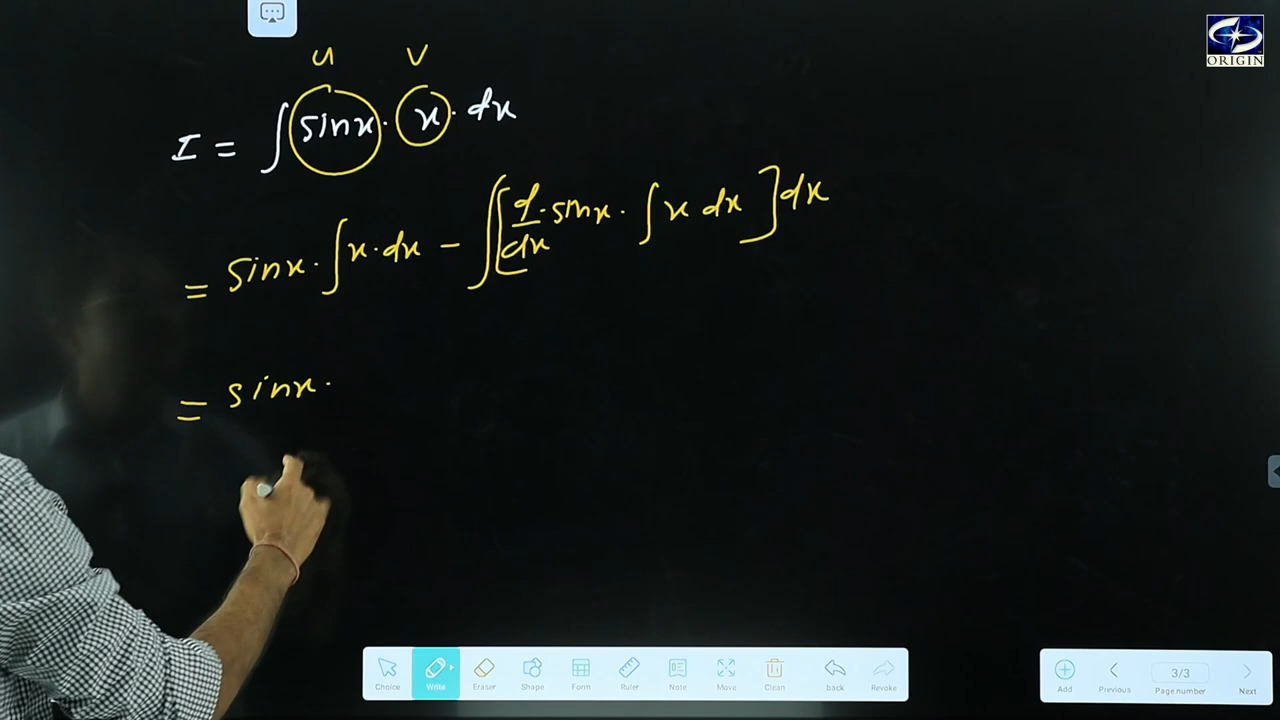 ORIGIN
u v
I = ∫ sinx · x · dx
= sinx · ∫ x · dx − ∫[d/dx · sinx · ∫ x dx] dx
= sinx ·
Choice Write Eraser Shape Form Ruler Note Move Clean back Revoke
Add Previous 3/3 Page number Next